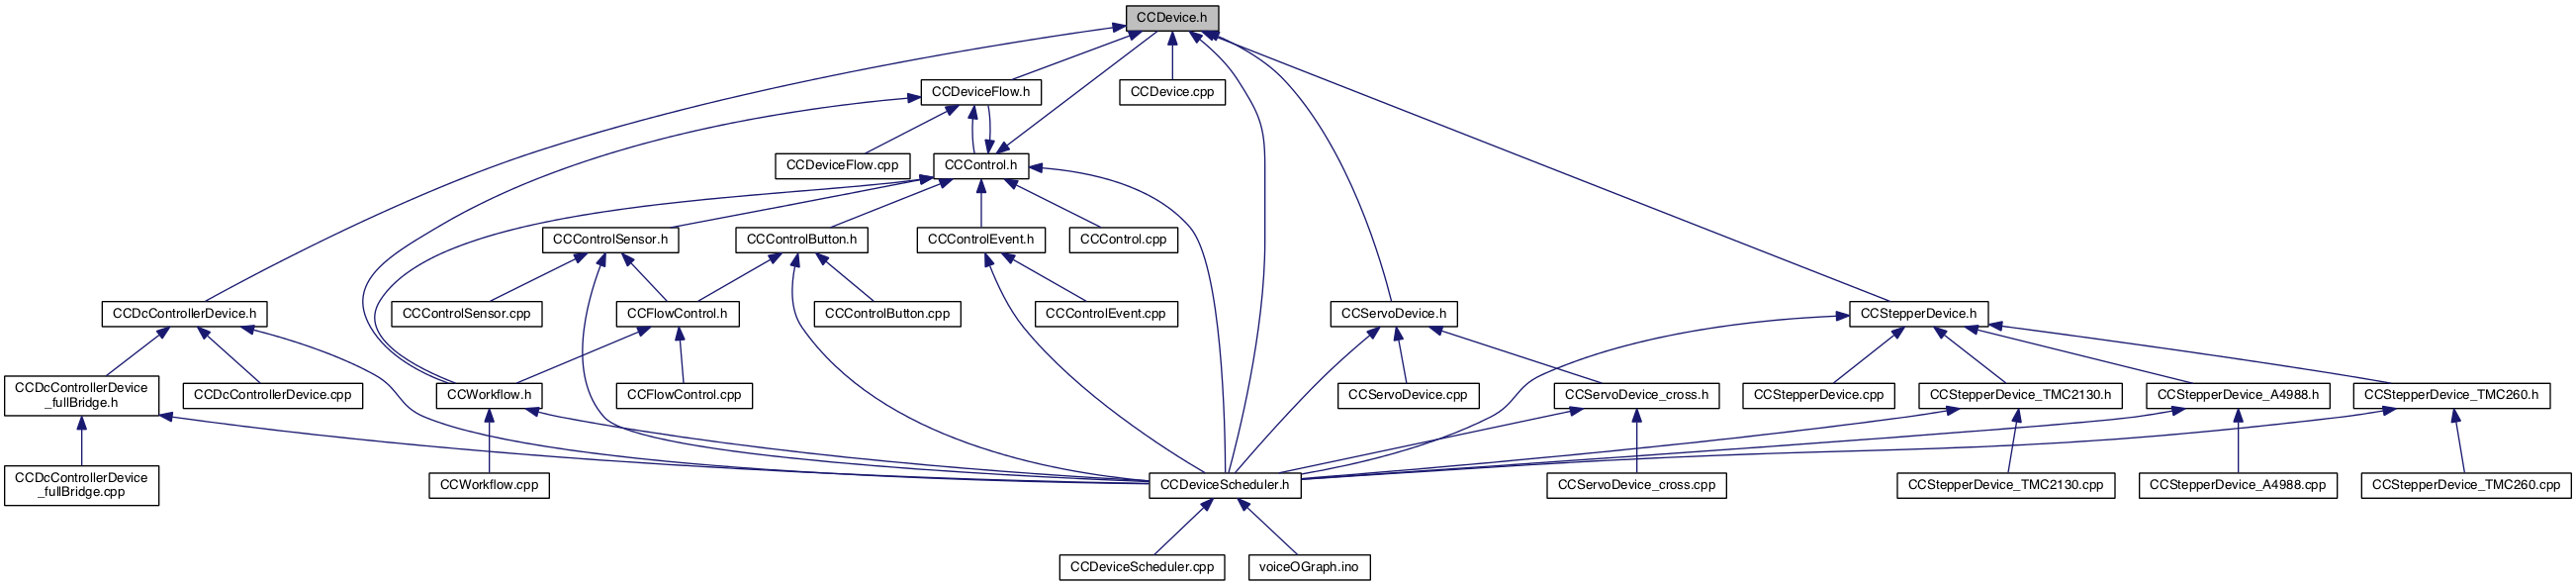 CCDevice.h
CCDeviceFlow.h
CCDevice.cpp
CCDeviceFlow.cpp
CCControl.h
CCControlSensor.h
CCControlButton.h
CCControlEvent.h
CCControl.cpp
CCDcControllerDevice.h
CCControlSensor.cpp
CCFlowControl.h
CCControlButton.cpp
CCControlEvent.cpp
CCServoDevice.h
CCStepperDevice.h
CCDcControllerDevice
_fullBridge.h
CCDcControllerDevice.cpp
CCWorkflow.h
CCFlowControl.cpp
CCServoDevice.cpp
CCServoDevice_cross.h
CCStepperDevice.cpp
CCStepperDevice_TMC2130.h
CCStepperDevice_A4988.h
CCStepperDevice_TMC260.h
CCDcControllerDevice
_fullBridge.cpp
CCWorkflow.cpp
CCDeviceScheduler.h
CCServoDevice_cross.cpp
CCStepperDevice_TMC2130.cpp
CCStepperDevice_A4988.cpp
CCStepperDevice_TMC260.cpp
CCDeviceScheduler.cpp
voiceOGraph.ino